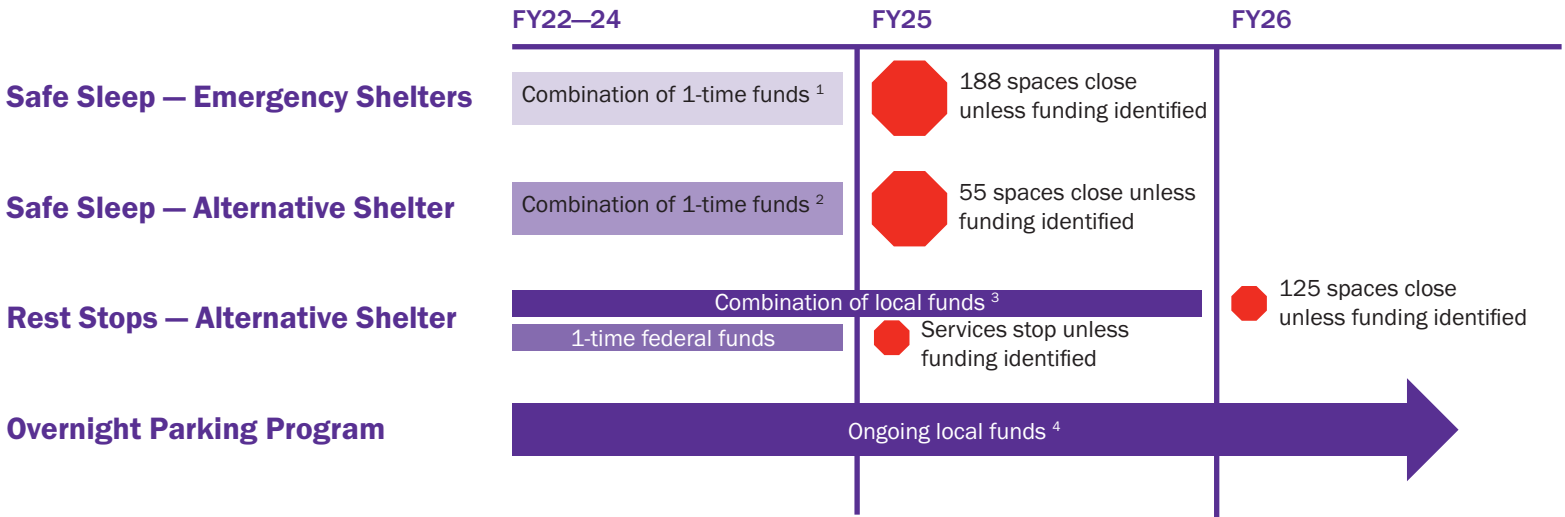 FY22—24
FY25
FY26
Safe Sleep — Emergency Shelters
Combination of 1-time funds 1
188 spaces close
unless funding identified
Safe Sleep — Alternative Shelter
Combination of 1-time funds 2
55 spaces close unless
funding identified
Rest Stops — Alternative Shelter
Combination of local funds 3
125 spaces close
unless funding identified
1-time federal funds
Services stop unless
funding identified
Overnight Parking Program
Ongoing local funds 4